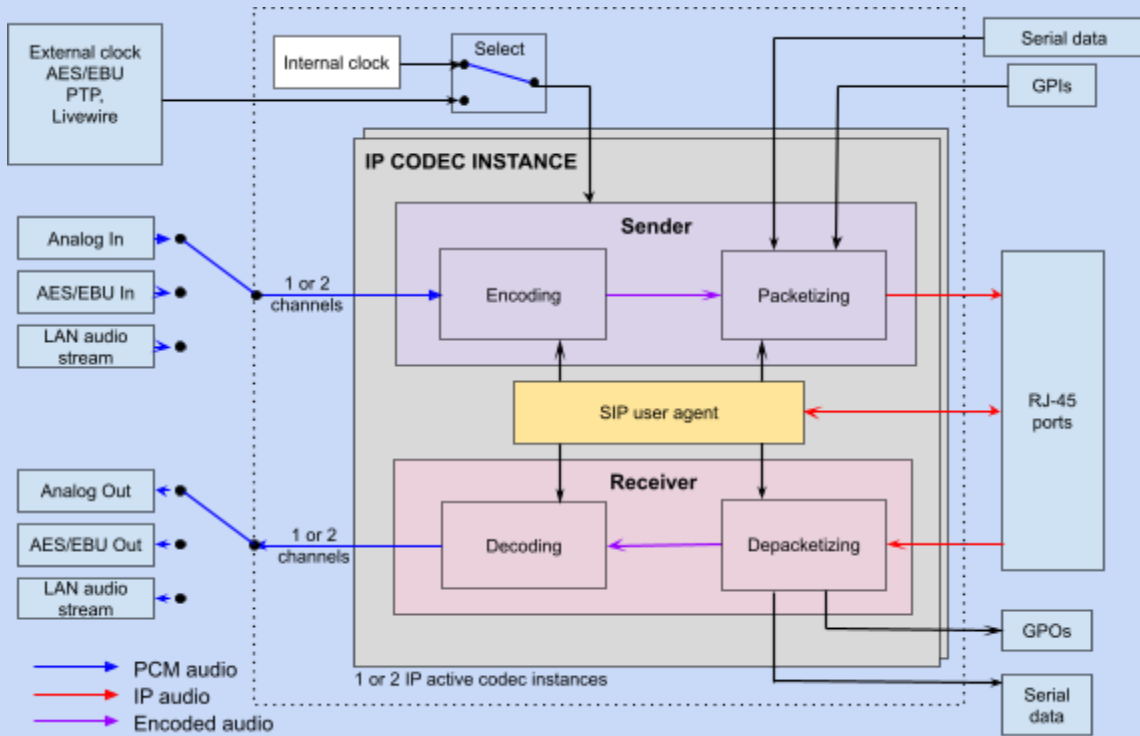 External clock
AES/EBU
PTP,
Livewire
Internal clock
Select
Serial data
GPIs
IP CODEC INSTANCE
Sender
Analog In
AES/EBU In
LAN audio
stream
1 or 2
channels
Encoding
Packetizing
SIP user agent
RJ-45
ports
Receiver
Analog Out
AES/EBU Out
LAN audio
stream
1 or 2
channels
Decoding
Depacketizing
GPOs
Serial
data
1 or 2 IP active codec instances
PCM audio
IP audio
Encoded audio